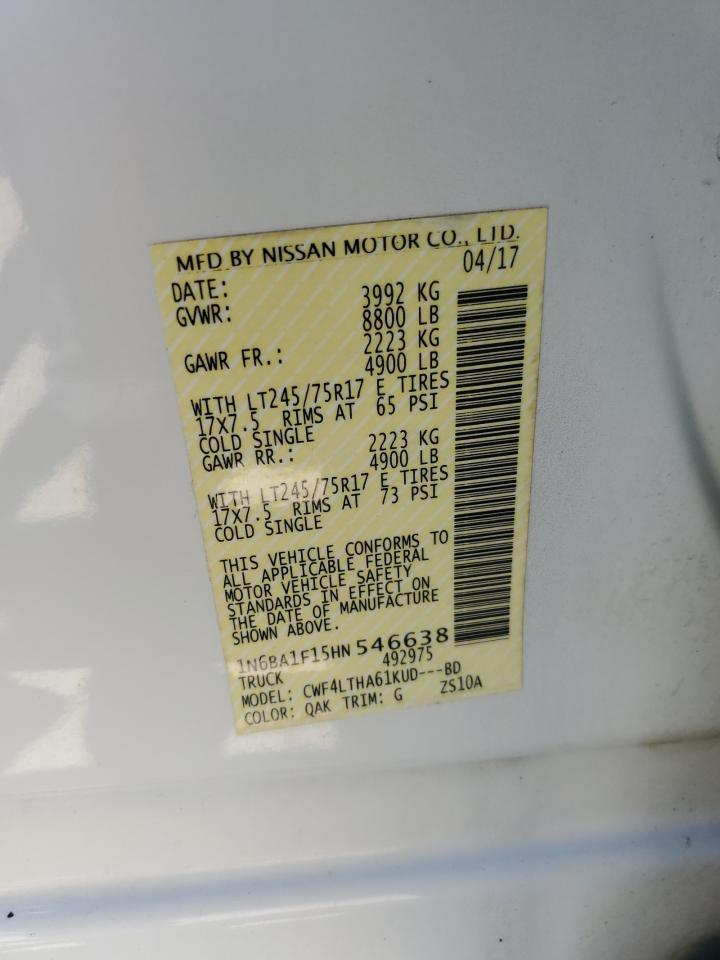 MFD BY NISSAN MOTOR CO., LTD.
DATE: 04/17
GVWR: 3992 KG
8800 LB
GAWR FR.: 2223 KG
4900 LB
WITH LT245/75R17 E TIRES
17X7.5 RIMS AT 65 PSI
COLD SINGLE
GAWR RR.: 2223 KG
4900 LB
WITH LT245/75R17 E TIRES
17X7.5 RIMS AT 73 PSI
COLD SINGLE
THIS VEHICLE CONFORMS TO
ALL APPLICABLE FEDERAL
MOTOR VEHICLE SAFETY
STANDARDS IN EFFECT ON
THE DATE OF MANUFACTURE
SHOWN ABOVE.
1N6BA1F15HN 546638
TRUCK 492975
MODEL: CWF4LTHA61KUD---BD
COLOR: QAK TRIM: G ZS10A